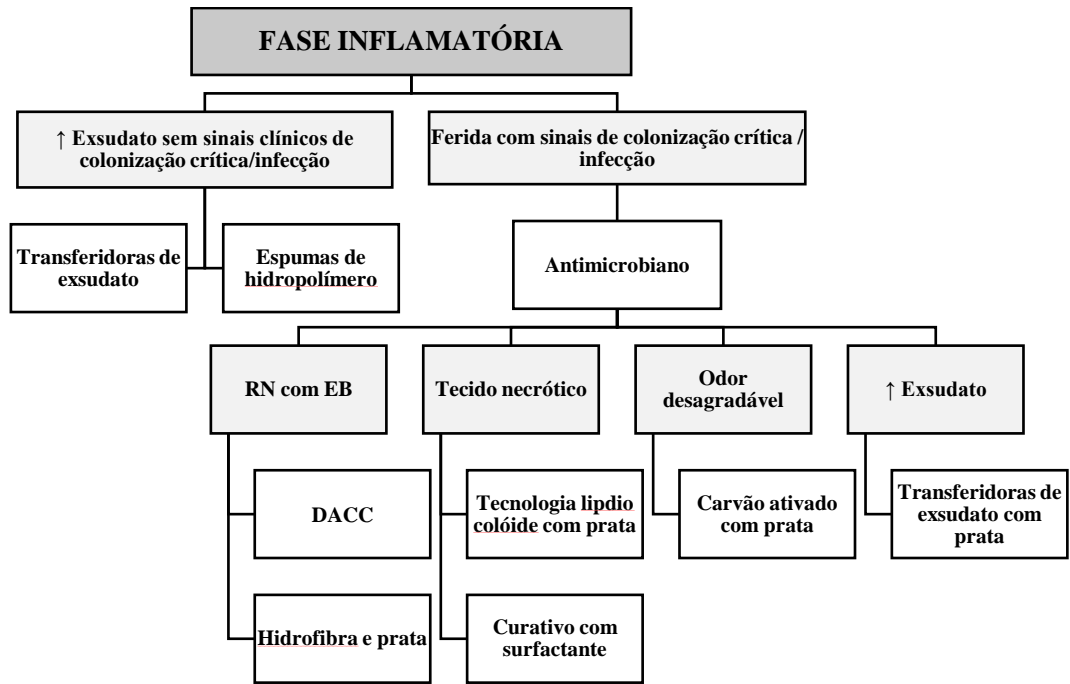 FASE INFLAMATÓRIA
↑ Exsudato sem sinais clínicos de
colonização crítica/infecção
Ferida com sinais de colonização crítica /
infecção
Transferidoras de
exsudato
Espumas de
hidropolímero
Antimicrobiano
RN com EB
Tecido necrótico
Odor
desagradável
↑ Exsudato
DACC
Tecnologia lipdio
colóide com prata
Carvão ativado
com prata
Transferidoras de
exsudato com
prata
Hidrofibra e prata
Curativo com
surfactante